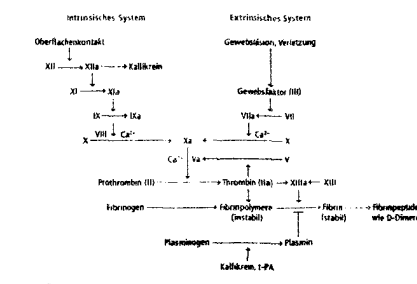 Intrinsisches System Extrinsisches System
Oberflächenkontakt Gewebsläsion, Verletzung
XII XIIa Kallikrein
XI XIa Gewebsfaktor (III)
IX IXa VIIa VII
VIII Ca²⁺ Ca²⁺
X Xa X
Ca²⁺ Va V
Prothrombin (II) Thrombin (IIa) XIIIa XIII
Fibrinogen Fibrinpolymere Fibrin Fibrinpeptide
(instabil) (stabil) wie D-Dimere
Plasminogen Plasmin
Kallikrein, t-PA